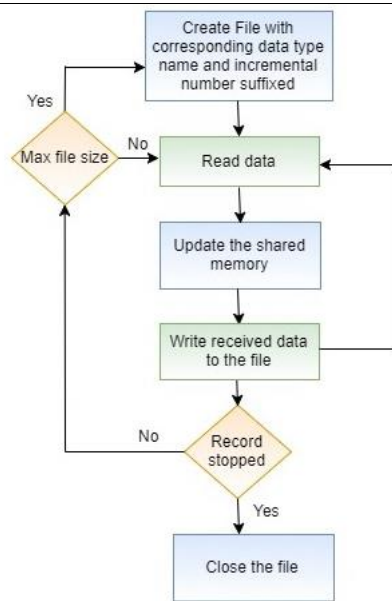 Create File with
corresponding data type
name and incremental
number suffixed
Yes
Max file size
No
Read data
Update the shared
memory
Write received data
to the file
No
Record
stopped
Yes
Close the file